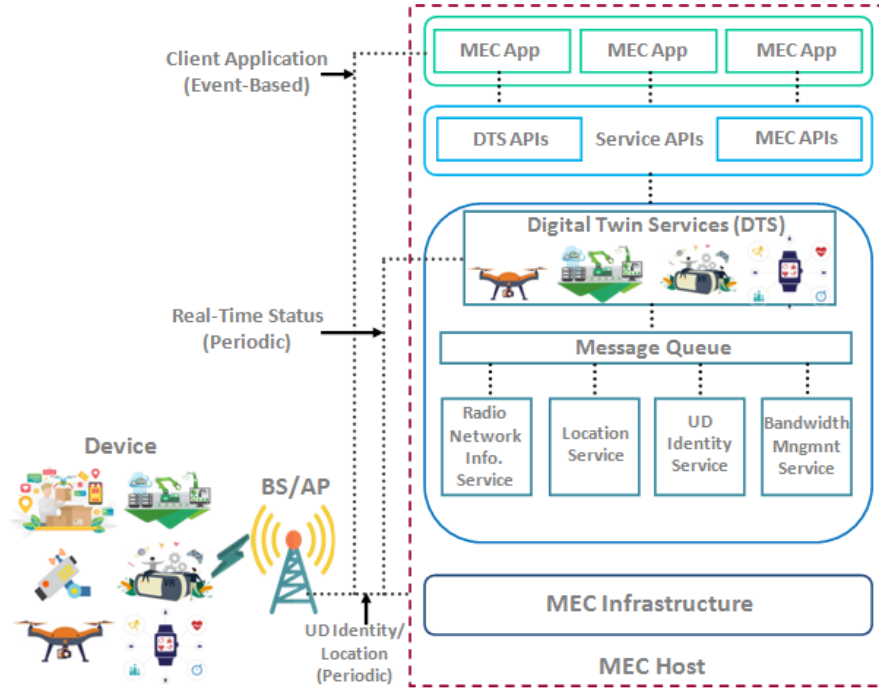 Client Application
(Event-Based)
MEC App
MEC App
MEC App
DTS APIs
Service APIs
MEC APIs
Digital Twin Services (DTS)
Real-Time Status
(Periodic)
Message Queue
Radio
Network
Info.
Service
Location
Service
UD
Identity
Service
Bandwidth
Mngmnt
Service
Device
BS/AP
UD Identity/
Location
(Periodic)
MEC Infrastructure
MEC Host